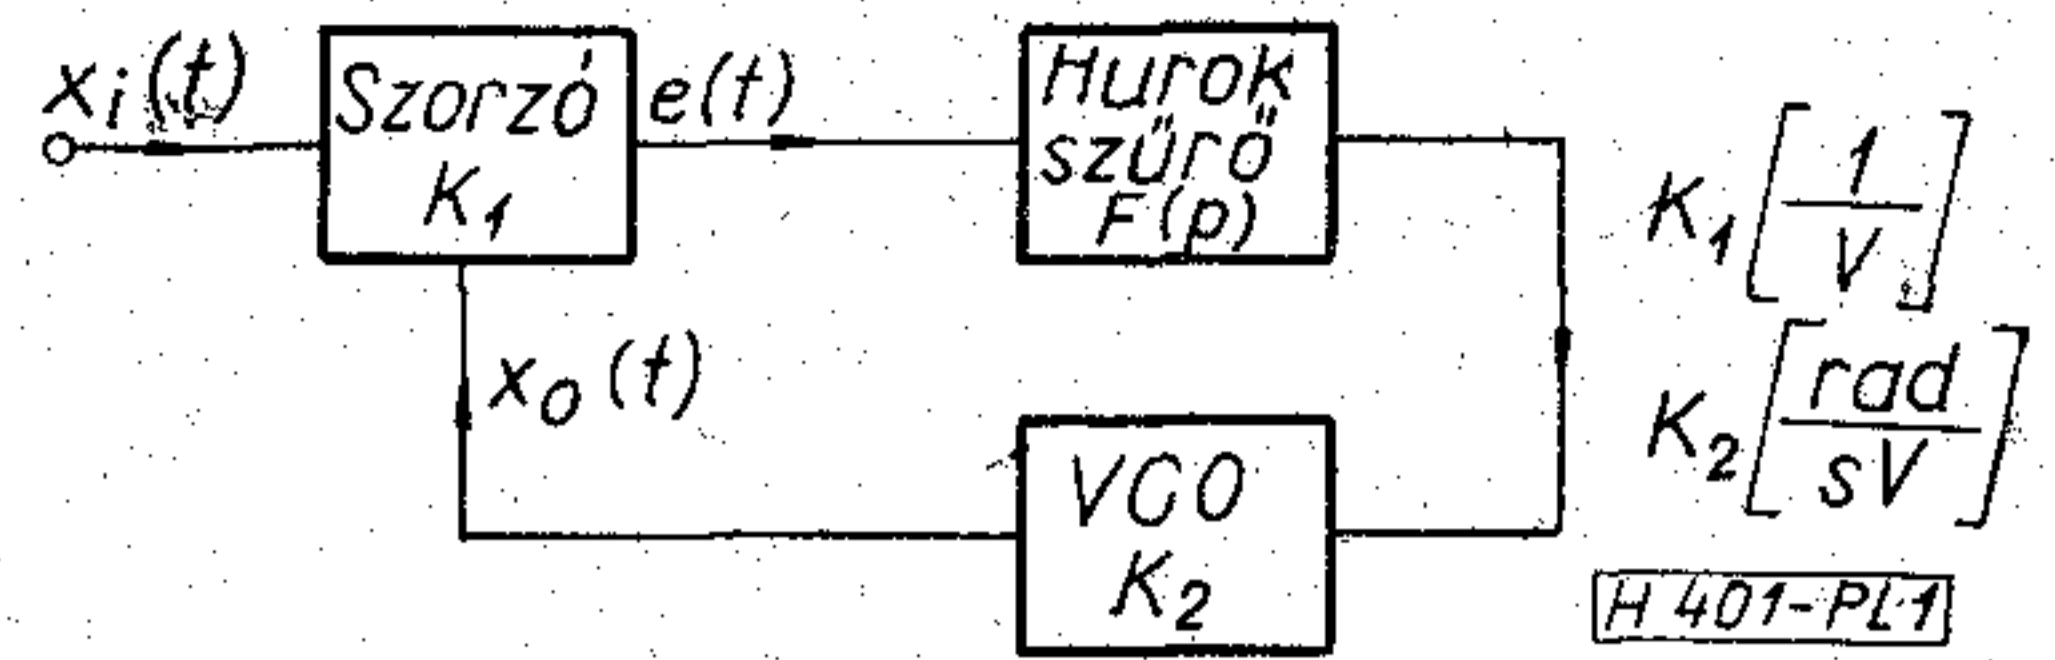 xi(t)
Szorzó
K1
e(t)
Hurok
szűrő
F(p)
K1[1/V]
xo(t)
VCO
K2
K2[rad/sV]
H 401-PL1